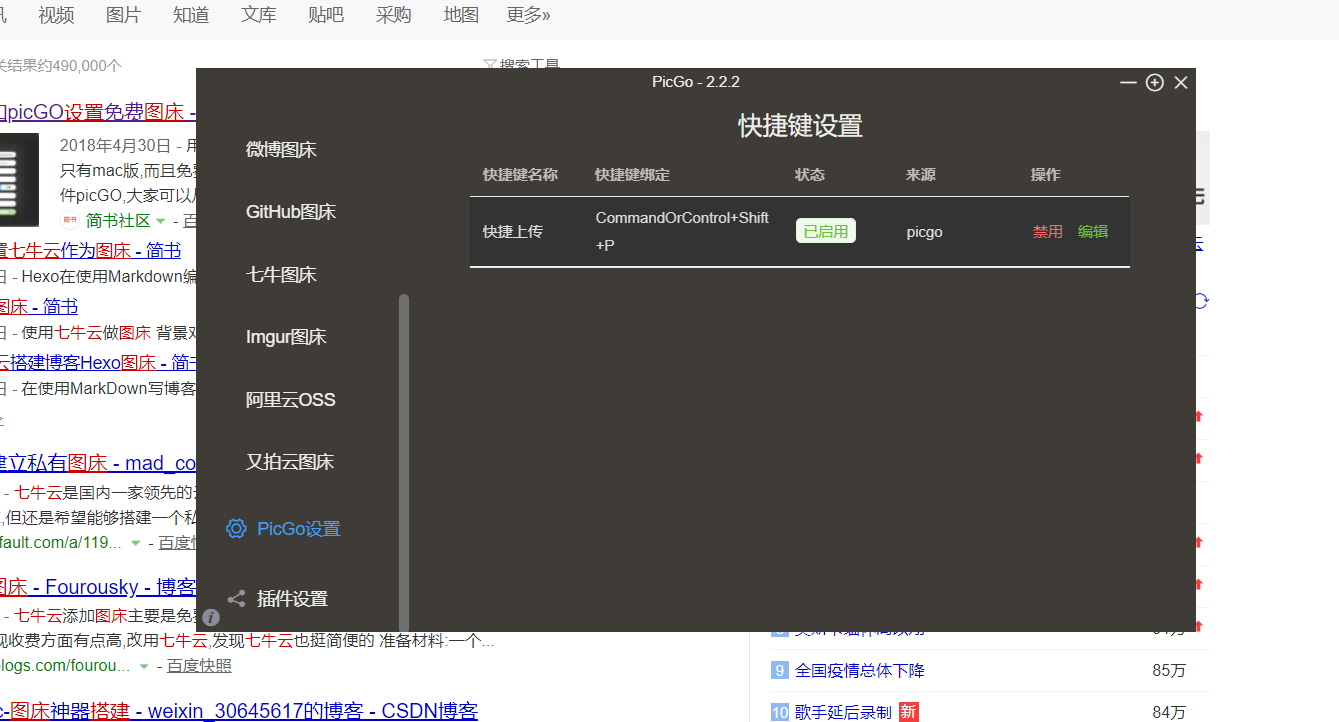 视频 图片 知道 文库 贴吧 采购 地图 更多»
关结果约490,000个
搜索工具
picGO设置免费图床 -
2018年4月30日 - 用
只有mac版,而且免
件picGO,大家可以
简书社区 - 百
置七牛云作为图床 - 简书
日 - Hexo在使用Markdown编
图床 - 简书
日 - 使用七牛云做图床 背景
云搭建博客Hexo图床 - 简书
日 - 在使用MarkDown写博客
建立私有图床 - mad_co
- 七牛云是国内一家领先的
,但还是希望能够搭建一个私
fault.com/a/119... - 百度快
图床 - Fourousky - 博客
- 七牛云添加图床主要是免
现收费方面有点高,改用七牛云,发现七牛云也挺简便的 准备材料:一个...
logs.com/fourou... - 百度快照
c-图床神器搭建 - weixin_30645617的博客 - CSDN博客
PicGo - 2.2.2
微博图床
GitHub图床
七牛图床
Imgur图床
阿里云OSS
又拍云图床
PicGo设置
插件设置
快捷键设置
快捷键名称 快捷键绑定 状态 来源 操作
快捷上传 CommandOrControl+Shift+P 已启用 picgo 禁用 编辑
9 全国疫情总体下降 85万
10 歌手延后录制 新 84万